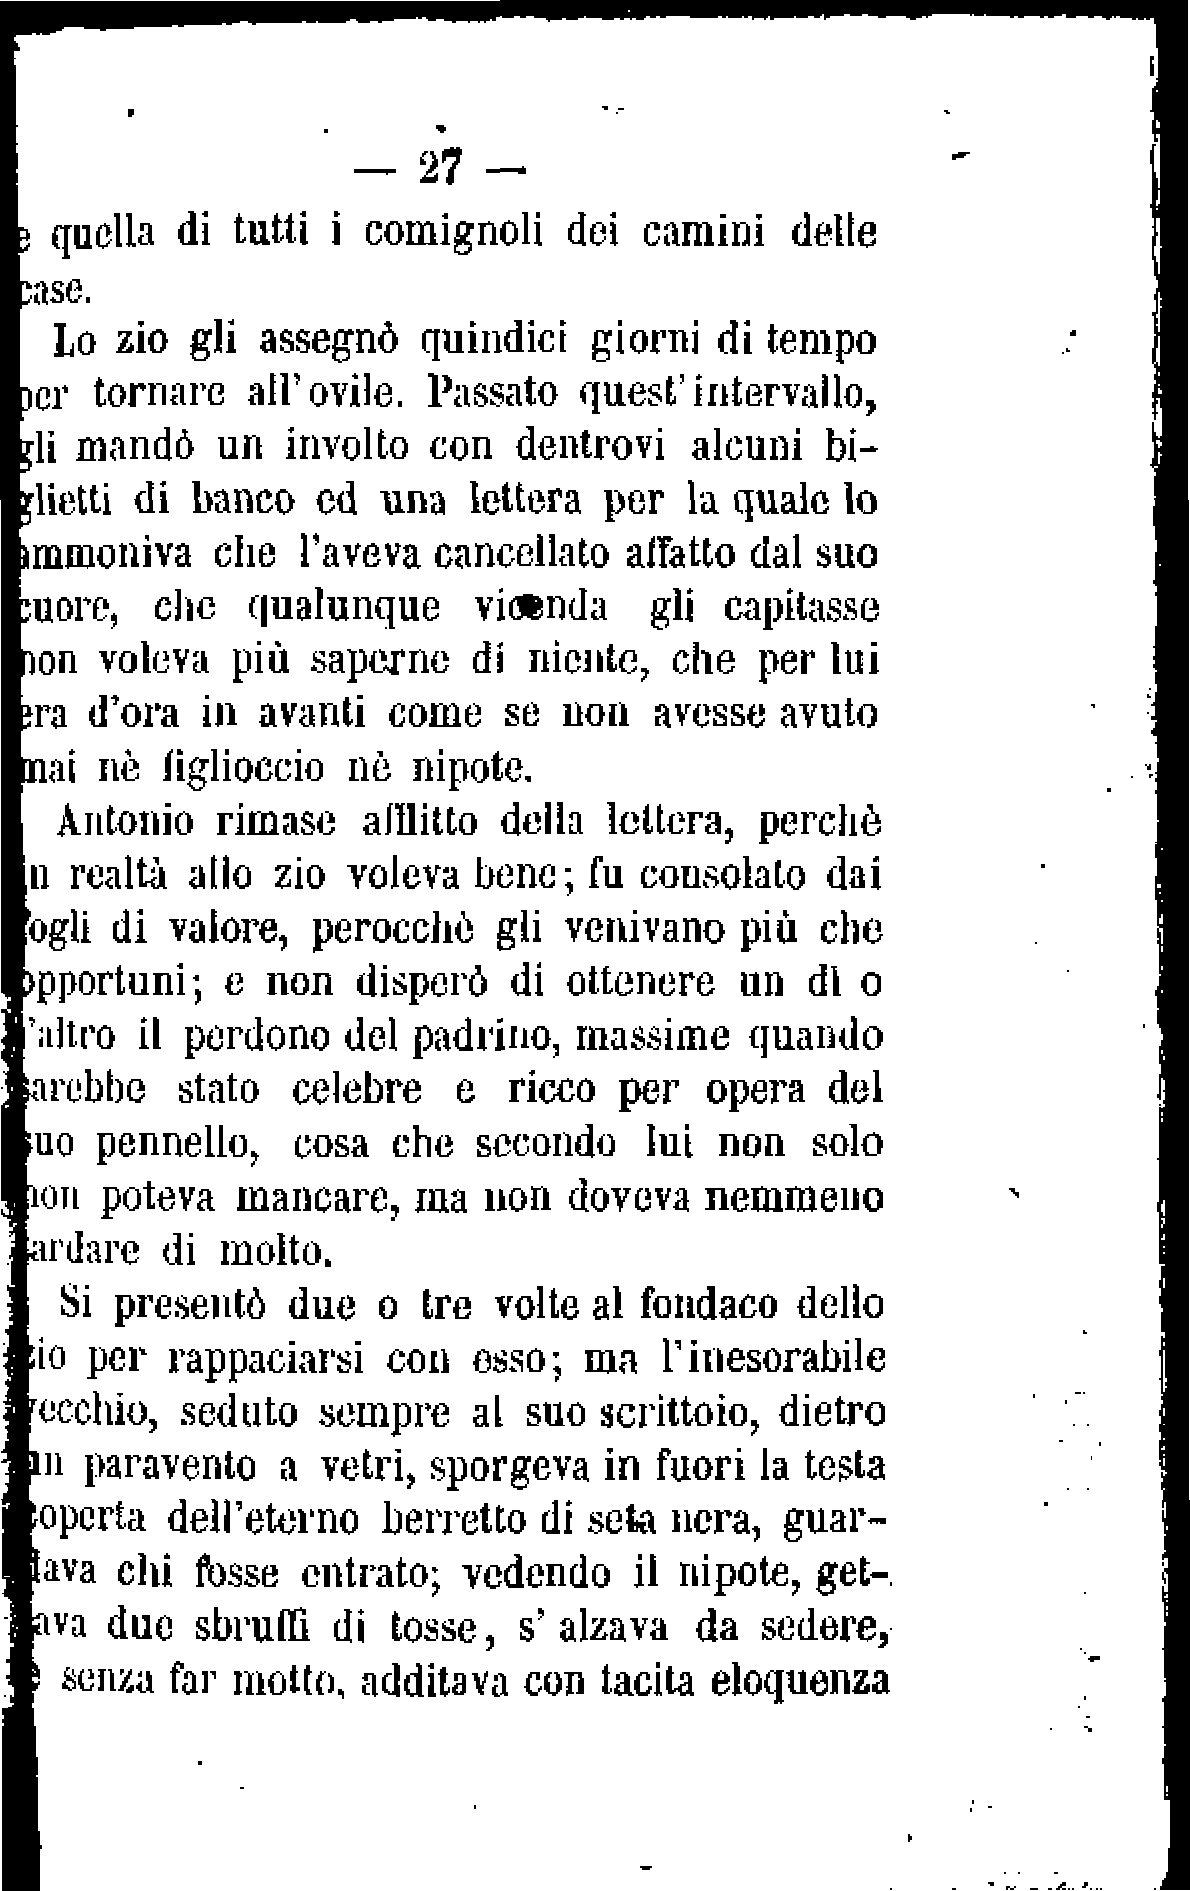 — 27 —
e quella di tutti i comignoli dei camini delle
case.
Lo zio gli assegnò quindici giorni di tempo
per tornare all'ovile. Passato quest'intervallo,
gli mandò un involto con dentrovi alcuni bi-
glietti di banco ed una lettera per la quale lo
ammoniva che l'aveva cancellato affatto dal suo
cuore, che qualunque vicenda gli capitasse
non voleva più saperne di niente, che per lui
era d'ora in avanti come se non avesse avuto
mai nè figlioccio nè nipote.
Antonio rimase afflitto della lettera, perchè
in realtà allo zio voleva bene; fu consolato dai
fogli di valore, perocchè gli venivano più che
opportuni; e non disperò di ottenere un dì o
l'altro il perdono del padrino, massime quando
sarebbe stato celebre e ricco per opera del
suo pennello, cosa che secondo lui non solo
non poteva mancare, ma non doveva nemmeno
tardare di molto.
Si presentò due o tre volte al fondaco dello
zio per rappaciarsi con esso; ma l'inesorabile
vecchio, seduto sempre al suo scrittoio, dietro
un paravento a vetri, sporgeva in fuori la testa
coperta dell'eterno berretto di seta nera, guar-
dava chi fosse entrato; vedendo il nipote, get-
tava due sbruffi di tosse, s'alzava da sedere,
e senza far motto, additava con tacita eloquenza